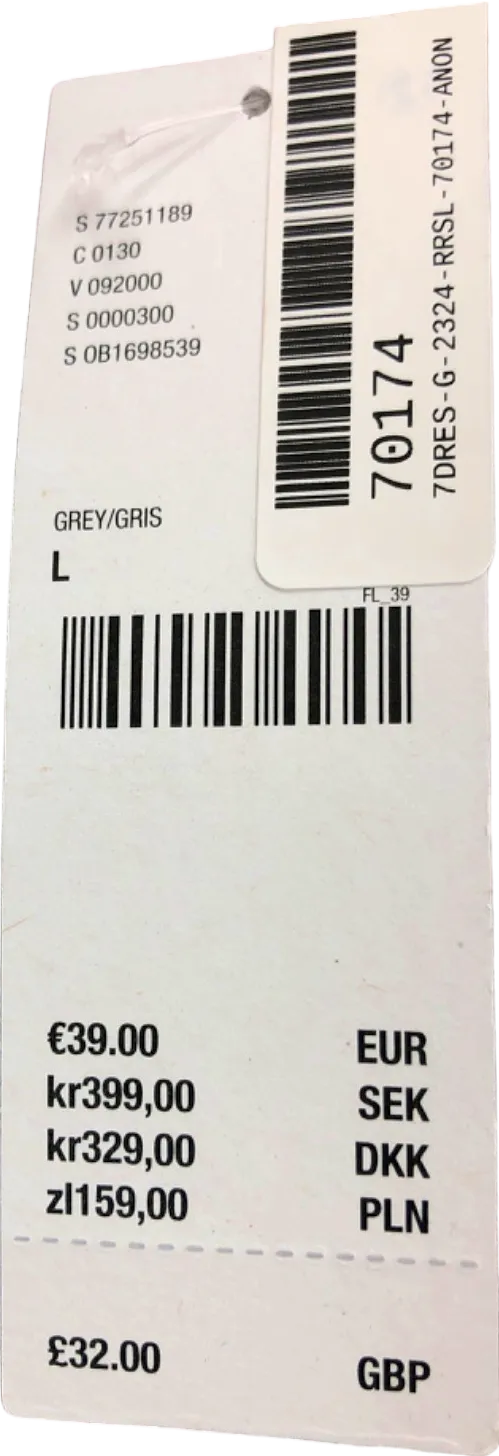 S 77251189
C 0130
V 092000
S 0000300
S 0B1698539
70174
7DRES-G-2324-RRSL-70174-ANON
GREY/GRIS
L
FL_39
€39.00 EUR
kr399,00 SEK
kr329,00 DKK
zl159,00 PLN
£32.00 GBP